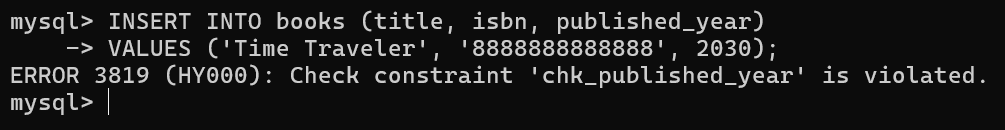 mysql> INSERT INTO books (title, isbn, published_year)
    -> VALUES ('Time Traveler', '8888888888888', 2030);
ERROR 3819 (HY000): Check constraint 'chk_published_year' is violated.
mysql>